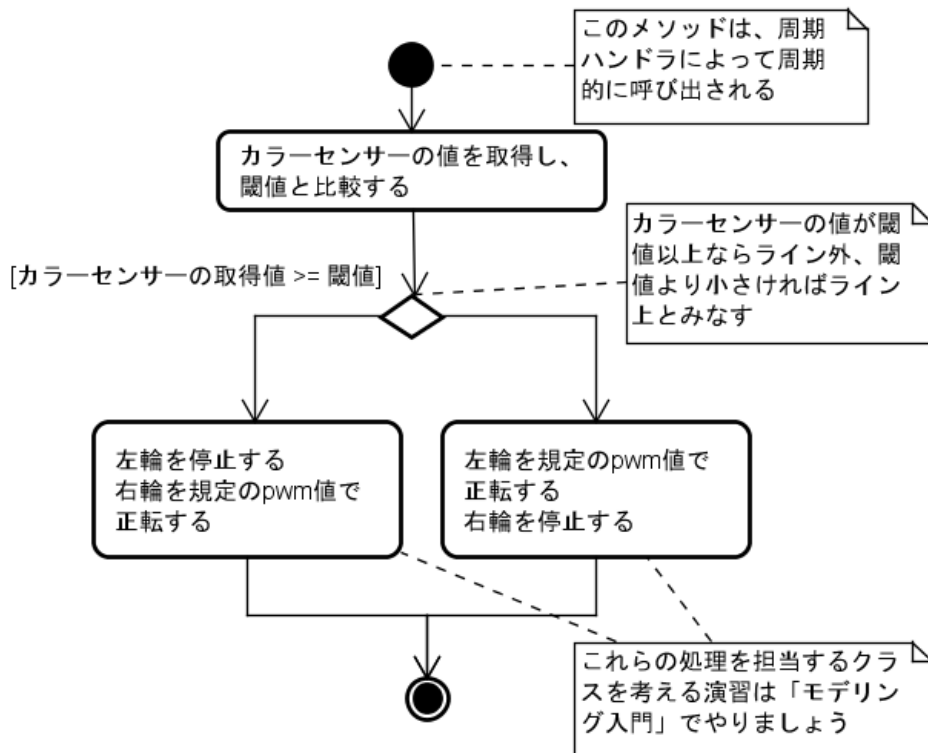 このメソッドは、周期
ハンドラによって周期
的に呼び出される
カラーセンサーの値を取得し、
閾値と比較する
カラーセンサーの値が閾
値以上ならライン外、閾
値より小さければライン
上とみなす
[カラーセンサーの取得値 >= 閾値]
左輪を停止する
右輪を規定のpwm値で
正転する
左輪を規定のpwm値で
正転する
右輪を停止する
これらの処理を担当するクラ
スを考える演習は「モデリン
グ入門」でやりましょう